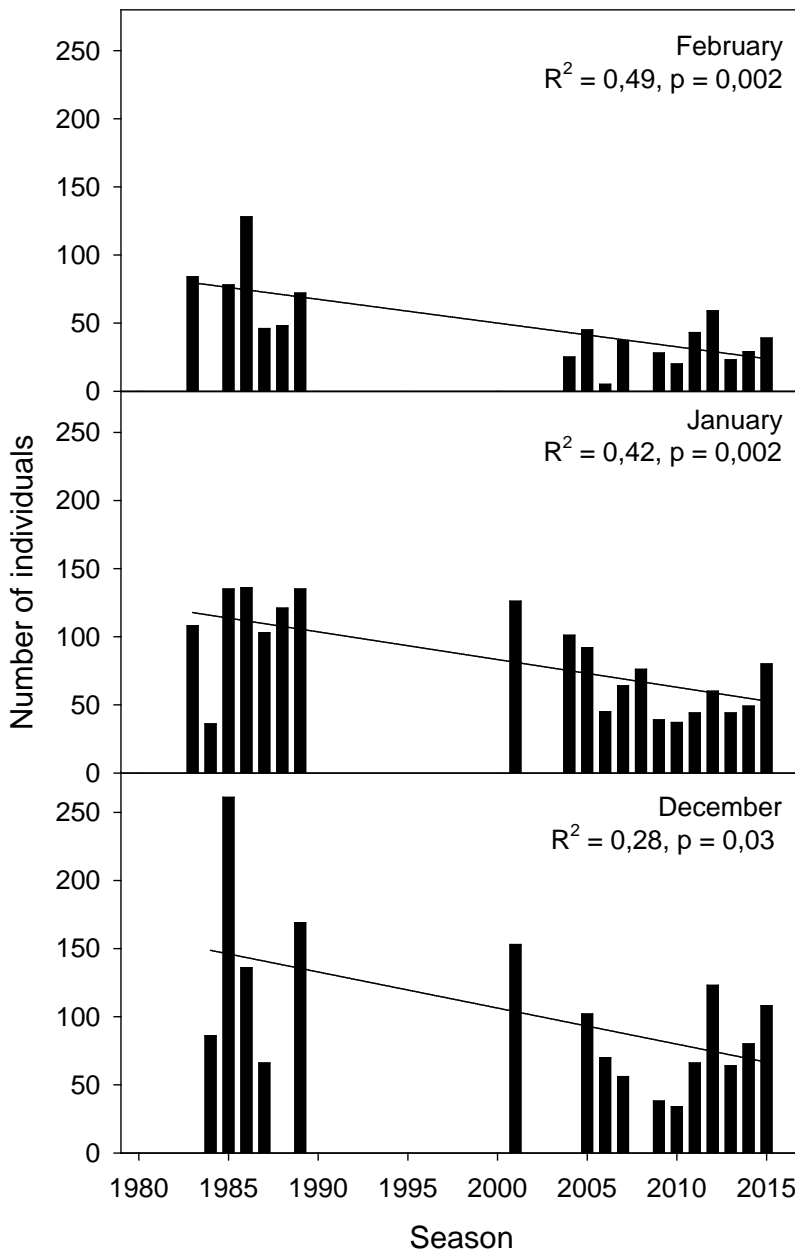 Number of individuals
250
200
150
100
50
0
February
R² = 0,49, p = 0,002
250
200
150
100
50
0
January
R² = 0,42, p = 0,002
250
200
150
100
50
0
December
R² = 0,28, p = 0,03
1980 1985 1990 1995 2000 2005 2010 2015
Season